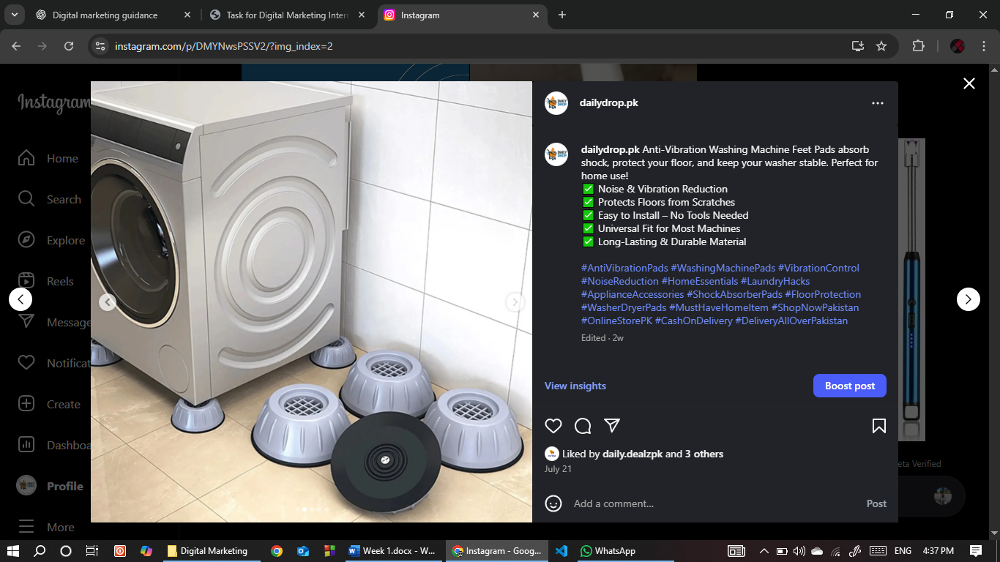 Digital marketing guidance
Task for Digital Marketing Inter
Instagram
instagram.com/p/DMYNwsPSSV2/?img_index=2
Instagram
Home
Search
Explore
Reels
Message
Notificat
Create
Dashboa
Profile
More
dailydrop.pk
dailydrop.pk Anti-Vibration Washing Machine Feet Pads absorb
shock, protect your floor, and keep your washer stable. Perfect for
home use!
✅ Noise & Vibration Reduction
✅ Protects Floors from Scratches
✅ Easy to Install – No Tools Needed
✅ Universal Fit for Most Machines
✅ Long-Lasting & Durable Material
#AntiVibrationPads #WashingMachinePads #VibrationControl
#NoiseReduction #HomeEssentials #LaundryHacks
#ApplianceAccessories #ShockAbsorberPads #FloorProtection
#WasherDryerPads #MustHaveHomeItem #ShopNowPakistan
#OnlineStorePK #CashOnDelivery #DeliveryAllOverPakistan
Edited · 2w
View insights
Boost post
Liked by daily.dealzpk and 3 others
July 21
Add a comment...
Post
eta Verified
Digital Marketing
Week 1.docx - W...
Instagram - Goog...
WhatsApp
ENG
4:37 PM